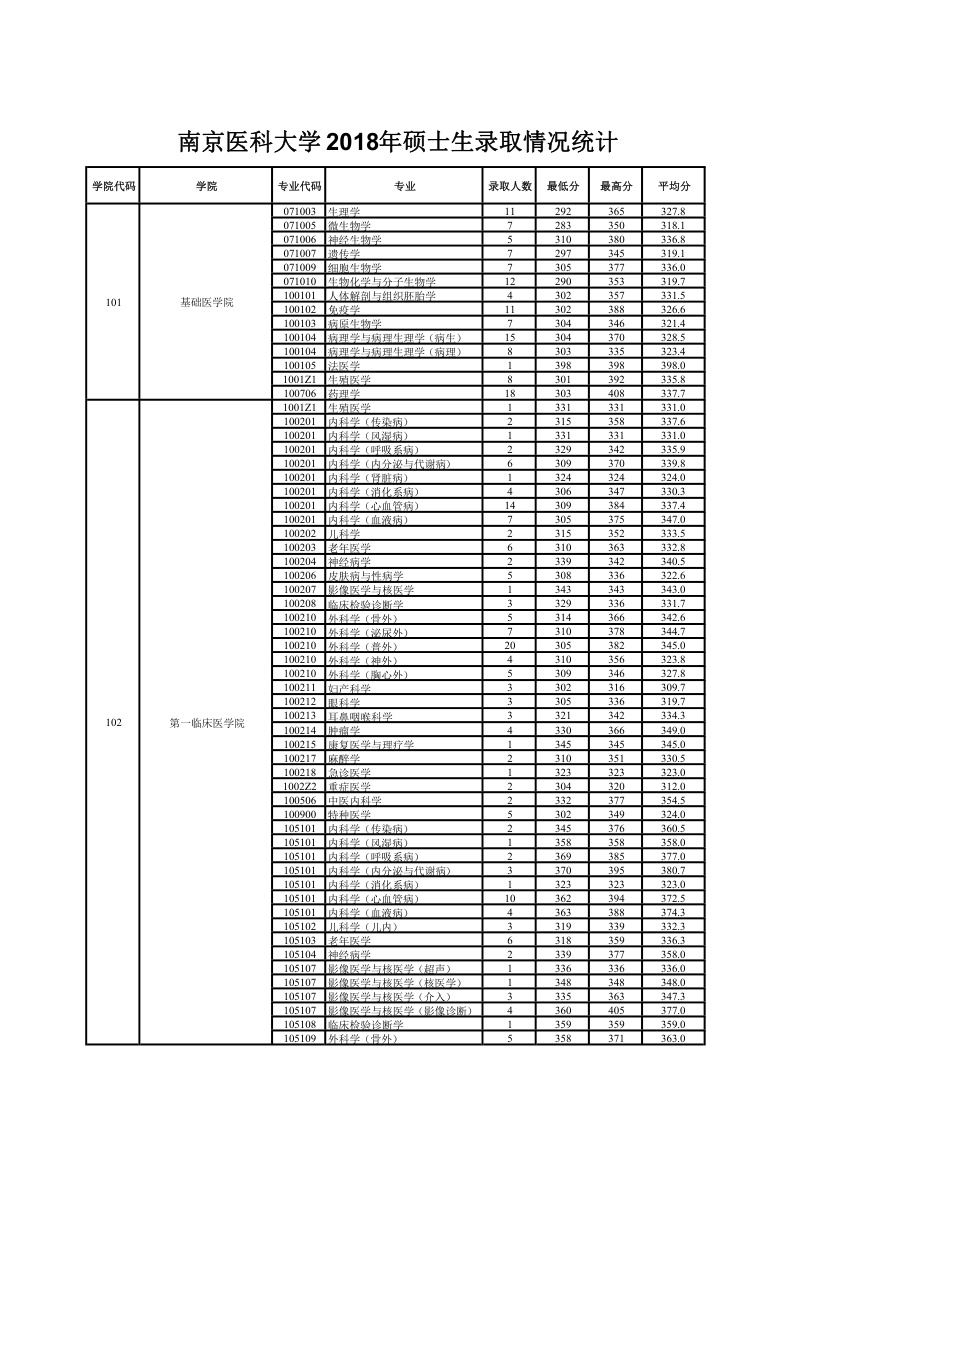 南京医科大学 2018年硕士生录取情况统计
学院代码 学院 专业代码 专业 录取人数 最低分 最高分 平均分
071003 生理学 11 292 365 327.8
071005 微生物学 7 283 350 318.1
071006 神经生物学 5 310 380 336.8
071007 遗传学 7 297 345 319.1
071009 细胞生物学 7 305 377 336.0
071010 生物化学与分子生物学 12 290 353 319.7
100101 人体解剖与组织胚胎学 4 302 357 331.5
101 基础医学院
100102 免疫学 11 302 388 326.6
100103 病原生物学 7 304 346 321.4
100104 病理学与病理生理学（病生） 15 304 370 328.5
100104 病理学与病理生理学（病理） 8 303 335 323.4
100105 法医学 1 398 398 398.0
1001Z1 生殖医学 8 301 392 335.8
100706 药理学 18 303 408 337.7
1001Z1 生殖医学 1 331 331 331.0
100201 内科学（传染病） 2 315 358 337.6
100201 内科学（风湿病） 1 331 331 331.0
100201 内科学（呼吸系病） 2 329 342 335.9
100201 内科学（内分泌与代谢病） 6 309 370 339.8
100201 内科学（肾脏病） 1 324 324 324.0
100201 内科学（消化系病） 4 306 347 330.3
100201 内科学（心血管病） 14 309 384 337.4
100201 内科学（血液病） 7 305 375 347.0
100202 儿科学 2 315 352 333.5
100203 老年医学 6 310 363 332.8
100204 神经病学 2 339 342 340.5
100206 皮肤病与性病学 5 308 336 322.6
100207 影像医学与核医学 1 343 343 343.0
100208 临床检验诊断学 3 329 336 331.7
100210 外科学（骨外） 5 314 366 342.6
100210 外科学（泌尿外） 7 310 378 344.7
100210 外科学（普外） 20 305 382 345.0
100210 外科学（神外） 4 310 356 323.8
100210 外科学（胸心外） 5 309 346 327.8
100211 妇产科学 3 302 316 309.7
100212 眼科学 3 305 336 319.7
100213 耳鼻咽喉科学 3 321 342 334.3
102 第一临床医学院
100214 肿瘤学 4 330 366 349.0
100215 康复医学与理疗学 1 345 345 345.0
100217 麻醉学 2 310 351 330.5
100218 急诊医学 1 323 323 323.0
1002Z2 重症医学 2 304 320 312.0
100506 中医内科学 2 332 377 354.5
100900 特种医学 5 302 349 324.0
105101 内科学（传染病） 2 345 376 360.5
105101 内科学（风湿病） 1 358 358 358.0
105101 内科学（呼吸系病） 2 369 385 377.0
105101 内科学（内分泌与代谢病） 3 370 395 380.7
105101 内科学（消化系病） 1 323 323 323.0
105101 内科学（心血管病） 10 362 394 372.5
105101 内科学（血液病） 4 363 388 374.3
105102 儿科学（儿内） 3 319 339 332.3
105103 老年医学 6 318 359 336.3
105104 神经病学 2 339 377 358.0
105107 影像医学与核医学（超声） 1 336 336 336.0
105107 影像医学与核医学（核医学） 1 348 348 348.0
105107 影像医学与核医学（介入） 3 335 363 347.3
105107 影像医学与核医学（影像诊断） 4 360 405 377.0
105108 临床检验诊断学 1 359 359 359.0
105109 外科学（骨外） 5 358 371 363.0